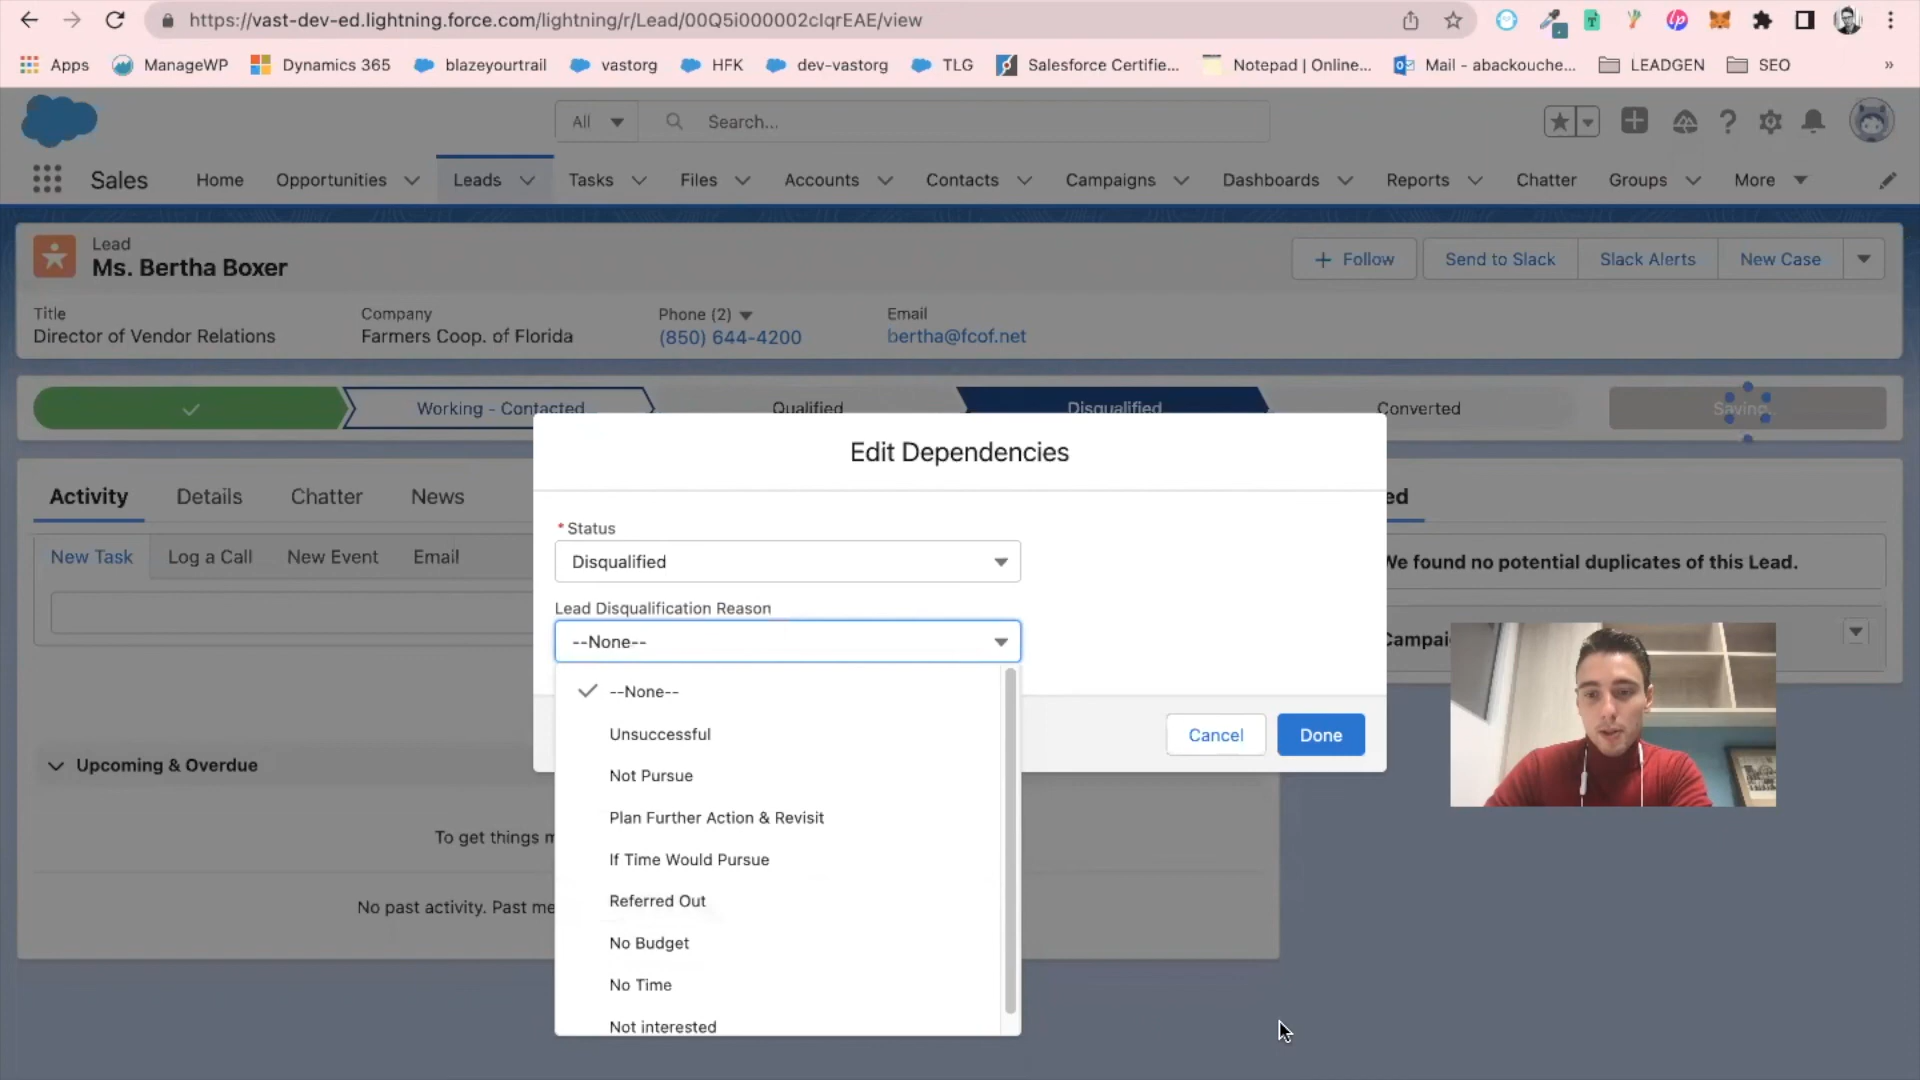 https://vast-dev-ed.lightning.force.com/lightning/r/Lead/00Q5i000002cIqrEAE/view
Apps ManageWP Dynamics 365 blazeyourtrail vastorg HFK dev-vastorg TLG Salesforce Certifie... Notepad | Online... Mail - abackouche... LEADGEN SEO »
All Search...
Sales Home Opportunities Leads Tasks Files Accounts Contacts Campaigns Dashboards Reports Chatter Groups More
Lead
Ms. Bertha Boxer
+ Follow Send to Slack Slack Alerts New Case
Title Company Phone (2) Email
Director of Vendor Relations Farmers Coop. of Florida (850) 644-4200 bertha@fcof.net
Working - Contacted Qualified Disqualified Converted Saving...
Edit Dependencies
Activity Details Chatter News ed
* Status
New Task Log a Call New Event Email Disqualified We found no potential duplicates of this Lead.
Lead Disqualification Reason
--None-- Campai
--None--
Unsuccessful Cancel Done
Upcoming & Overdue Not Pursue
Plan Further Action & Revisit
To get things m
If Time Would Pursue
No past activity. Past me Referred Out
No Budget
No Time
Not interested